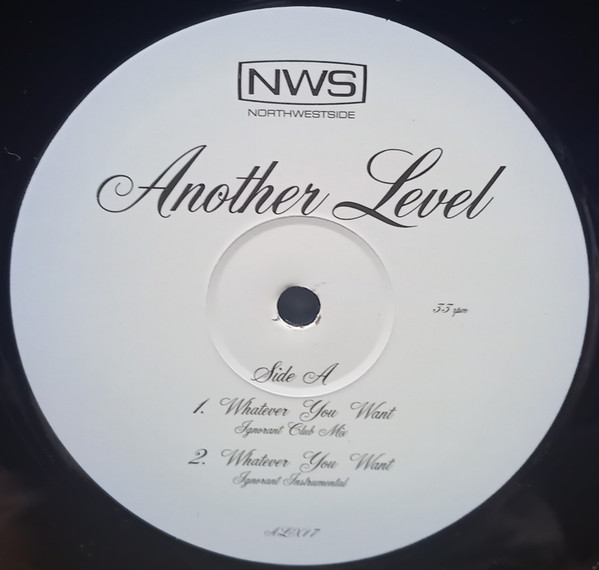 NWS
NORTHWESTSIDE
Another Level
33 rpm
Side A
1. Whatever You Want
Ignorant Club Mix
2. Whatever You Want
Ignorant Instrumental
ALX17